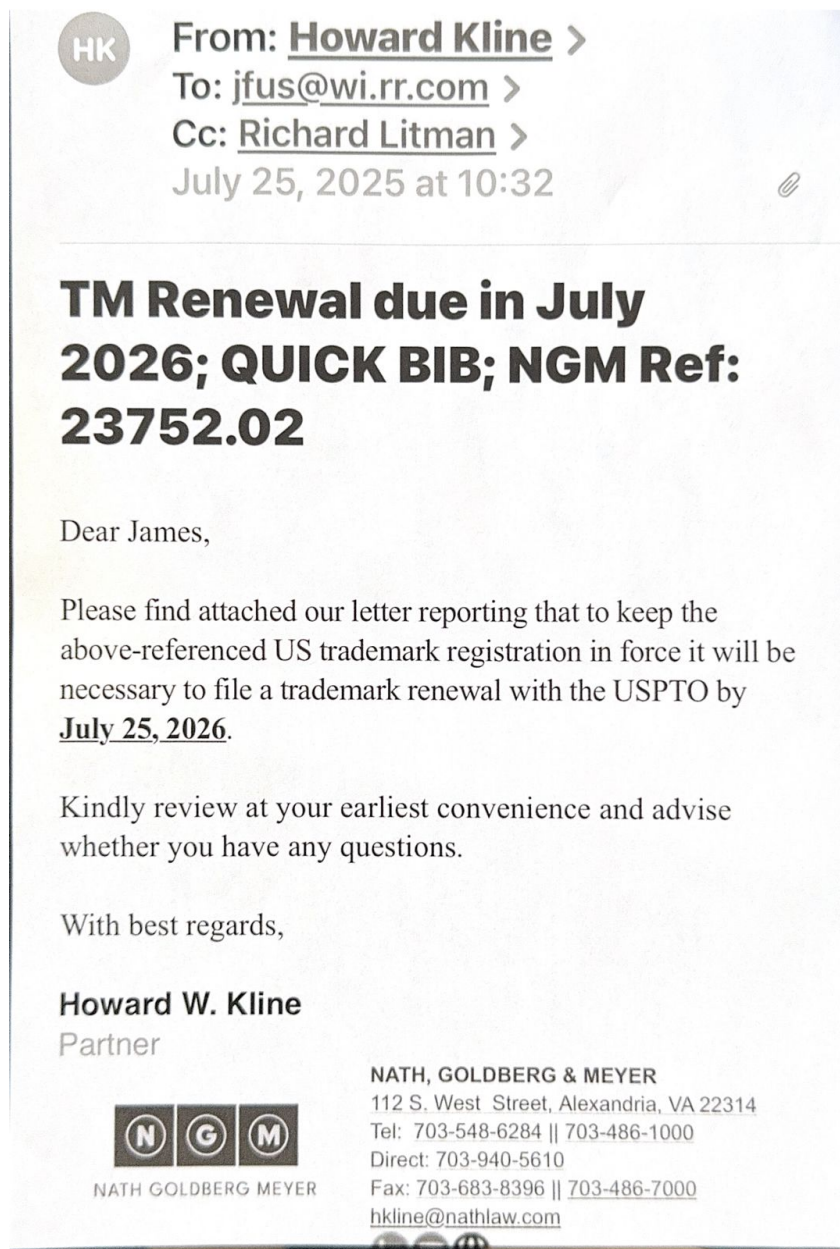 HK
From: Howard Kline >
To: jfus@wi.rr.com >
Cc: Richard Litman >
July 25, 2025 at 10:32
TM Renewal due in July
2026; QUICK BIB; NGM Ref:
23752.02
Dear James,
Please find attached our letter reporting that to keep the
above-referenced US trademark registration in force it will be
necessary to file a trademark renewal with the USPTO by
July 25, 2026.
Kindly review at your earliest convenience and advise
whether you have any questions.
With best regards,
Howard W. Kline
Partner
N G M
NATH GOLDBERG MEYER
NATH, GOLDBERG & MEYER
112 S. West Street, Alexandria, VA 22314
Tel: 703-548-6284 || 703-486-1000
Direct: 703-940-5610
Fax: 703-683-8396 || 703-486-7000
hkline@nathlaw.com